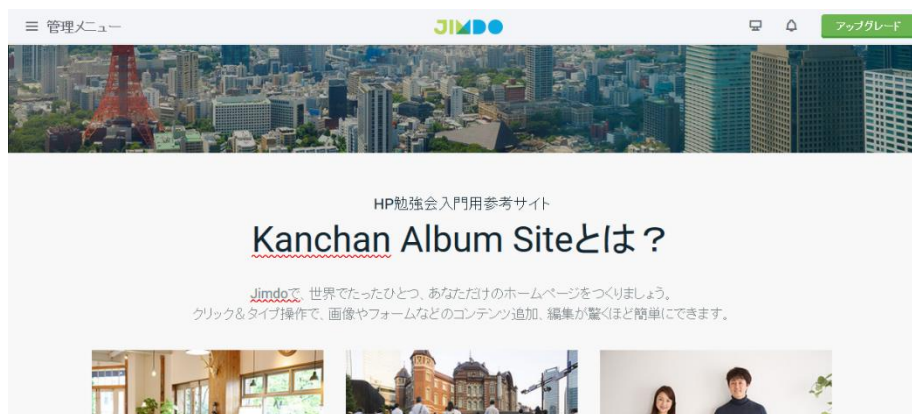 管理メニュー
JIMDO
アップグレード
HP勉強会入門用参考サイト
Kanchan Album Siteとは？
Jimdoで、世界でたったひとつ、あなただけのホームページをつくりましょう。
クリック＆タイプ操作で、画像やフォームなどのコンテンツ追加、編集が驚くほど簡単にできます。